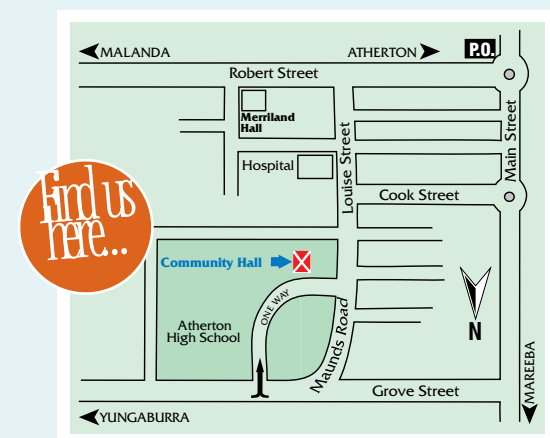 MALANDA
ATHERTON
P.O.
Robert Street
Merriland
Hall
Main Street
Louise Street
Hospital
Cook Street
Find us
here...
Community Hall
ONE WAY
Atherton
High School
Maunds Road
N
MAREEBA
Grove Street
YUNGABURRA